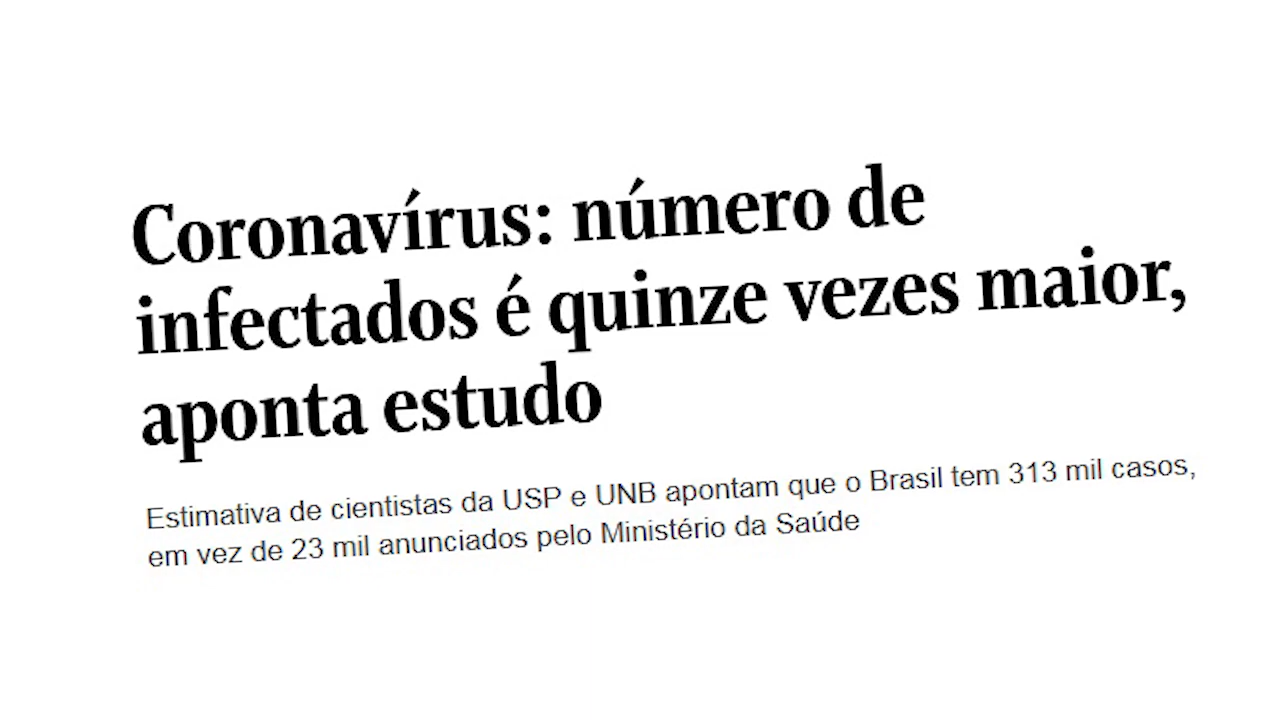 Coronavírus: número de
infectados é quinze vezes maior,
aponta estudo
Estimativa de cientistas da USP e UNB apontam que o Brasil tem 313 mil casos,
em vez de 23 mil anunciados pelo Ministério da Saúde